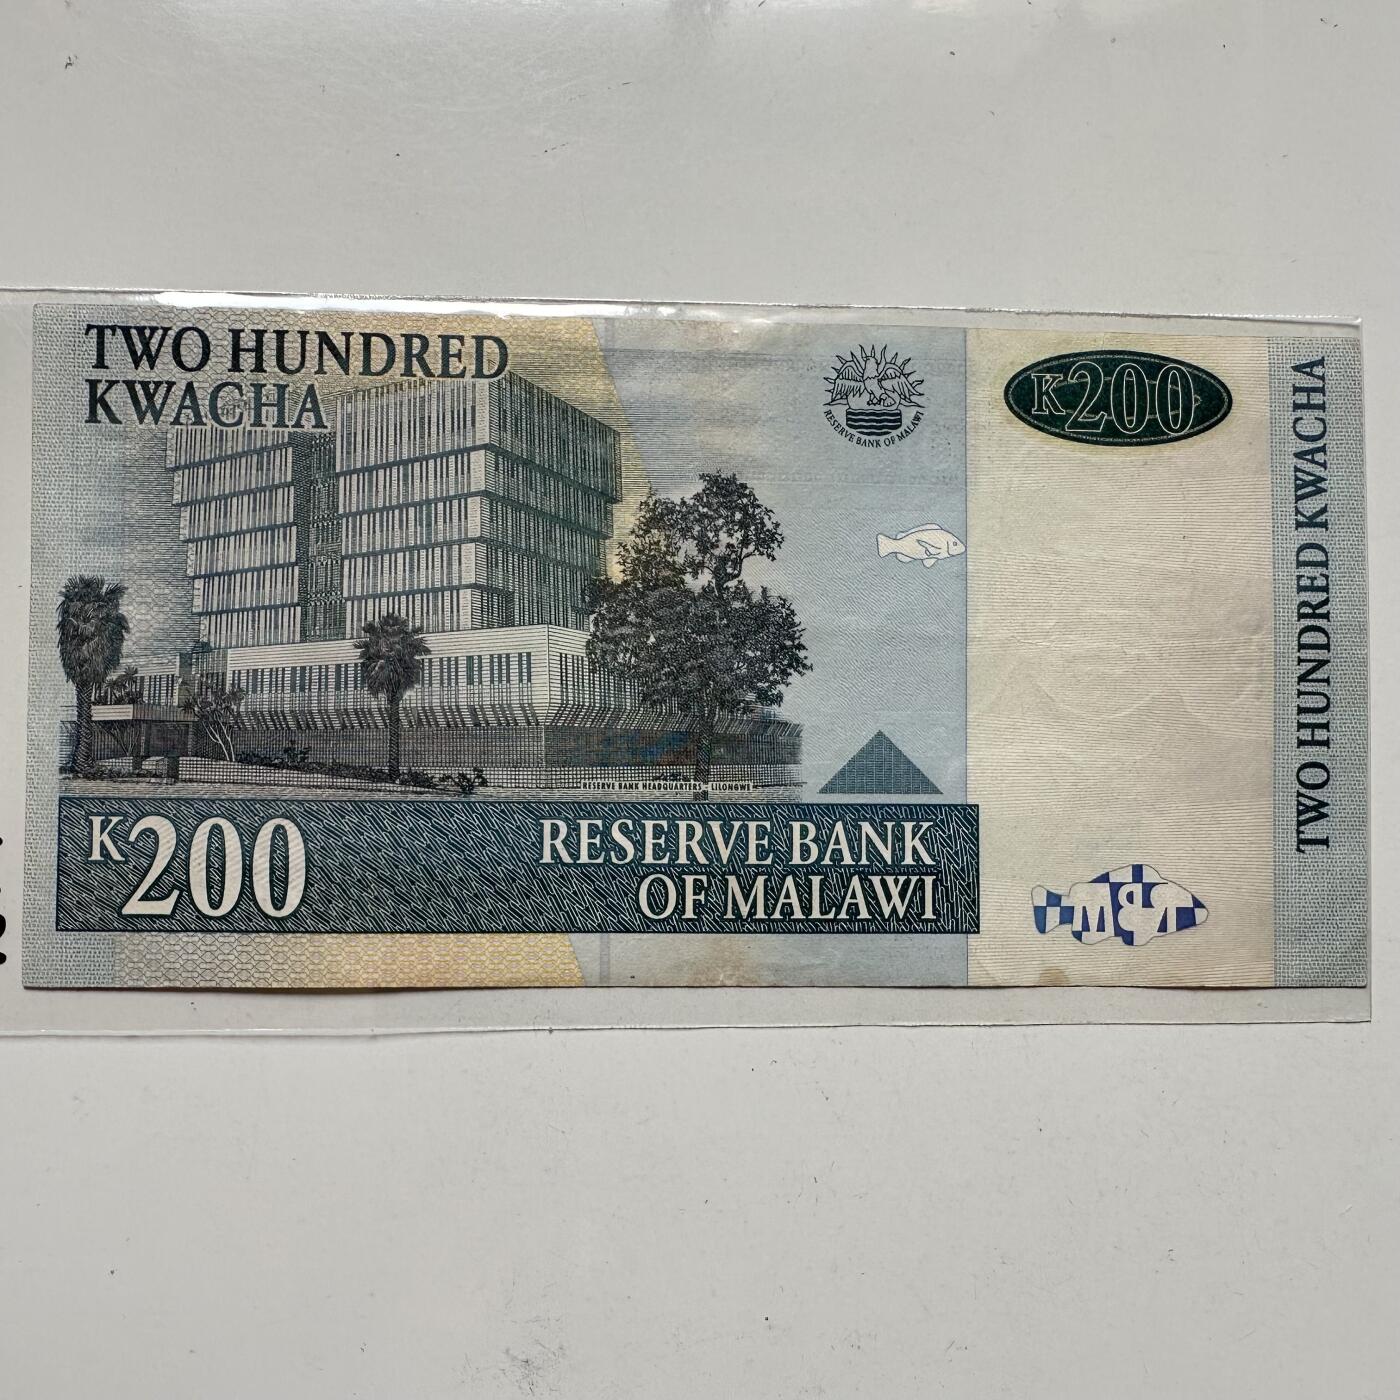 TWO HUNDRED
KWACHA
RESERVE BANK OF MALAWI
K200
TWO HUNDRED KWACHA
RESERVE BANK HEADQUARTERS - LILONGWE
K200
RESERVE BANK
OF MALAWI